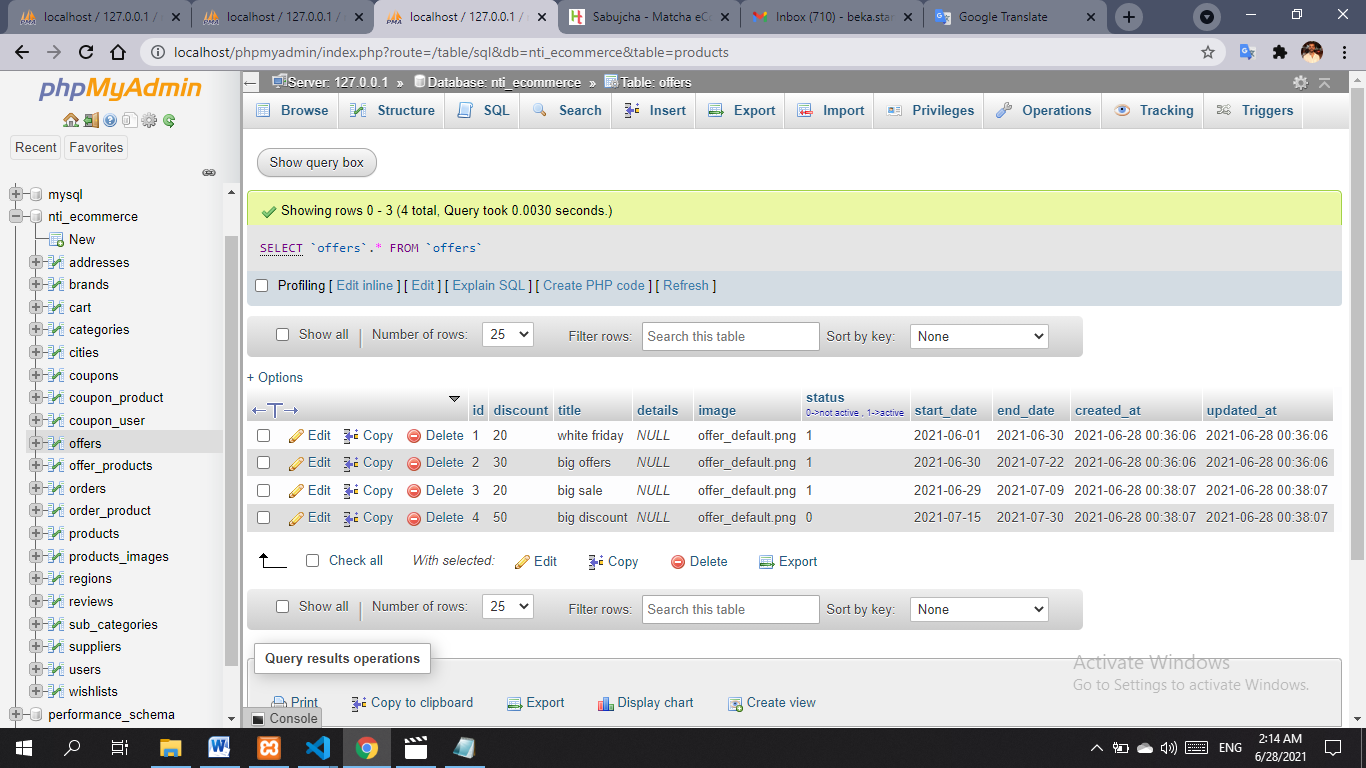 localhost / 127.0.0.1 /
localhost / 127.0.0.1 /
localhost / 127.0.0.1 /
Sabujcha - Matcha eC
Inbox (710) - beka.sta
Google Translate
localhost/phpmyadmin/index.php?route=/table/sql&db=nti_ecommerce&table=products
phpMyAdmin
Recent Favorites
mysql
nti_ecommerce
New
addresses
brands
cart
categories
cities
coupons
coupon_product
coupon_user
offers
offer_products
orders
order_product
products
products_images
regions
reviews
sub_categories
suppliers
users
wishlists
performance_schema
Server: 127.0.0.1 » Database: nti_ecommerce » Table: offers
Browse Structure SQL Search Insert Export Import Privileges Operations Tracking Triggers
Show query box
Showing rows 0 - 3 (4 total, Query took 0.0030 seconds.)
SELECT `offers`.* FROM `offers`
Profiling [ Edit inline ] [ Edit ] [ Explain SQL ] [ Create PHP code ] [ Refresh ]
Show all Number of rows: 25 Filter rows: Search this table Sort by key: None
+ Options
id discount title details image status start_date end_date created_at updated_at
0->not active , 1->active
Edit Copy Delete 1 20 white friday NULL offer_default.png 1 2021-06-01 2021-06-30 2021-06-28 00:36:06 2021-06-28 00:36:06
Edit Copy Delete 2 30 big offers NULL offer_default.png 1 2021-06-30 2021-07-22 2021-06-28 00:36:06 2021-06-28 00:36:06
Edit Copy Delete 3 20 big sale NULL offer_default.png 1 2021-06-29 2021-07-09 2021-06-28 00:38:07 2021-06-28 00:38:07
Edit Copy Delete 4 50 big discount NULL offer_default.png 0 2021-07-15 2021-07-30 2021-06-28 00:38:07 2021-06-28 00:38:07
Check all With selected: Edit Copy Delete Export
Show all Number of rows: 25 Filter rows: Search this table Sort by key: None
Query results operations
Print Copy to clipboard Export Display chart Create view
Console
Activate Windows
Go to Settings to activate Windows.
ENG
2:14 AM
6/28/2021